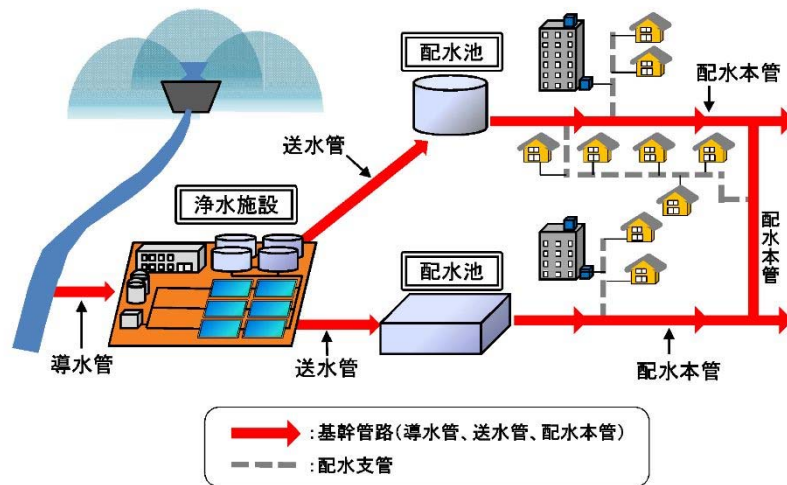 配水池
配水本管
送水管
浄水施設
配水池
配水本管
導水管
送水管
配水本管
:基幹管路(導水管、送水管、配水本管)
:配水支管